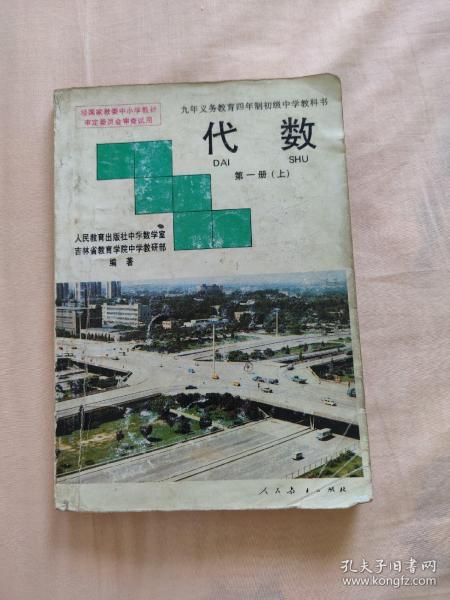 九年义务教育四年制初级中学教科书
经国家教委中小学教材
审定委员会审查试用
代数
DAI SHU
第一册(上)
人民教育出版社中学数学室
吉林省教育学院中学教研部
编著
人民教育出版社
孔夫子旧书网
www.kongfz.com